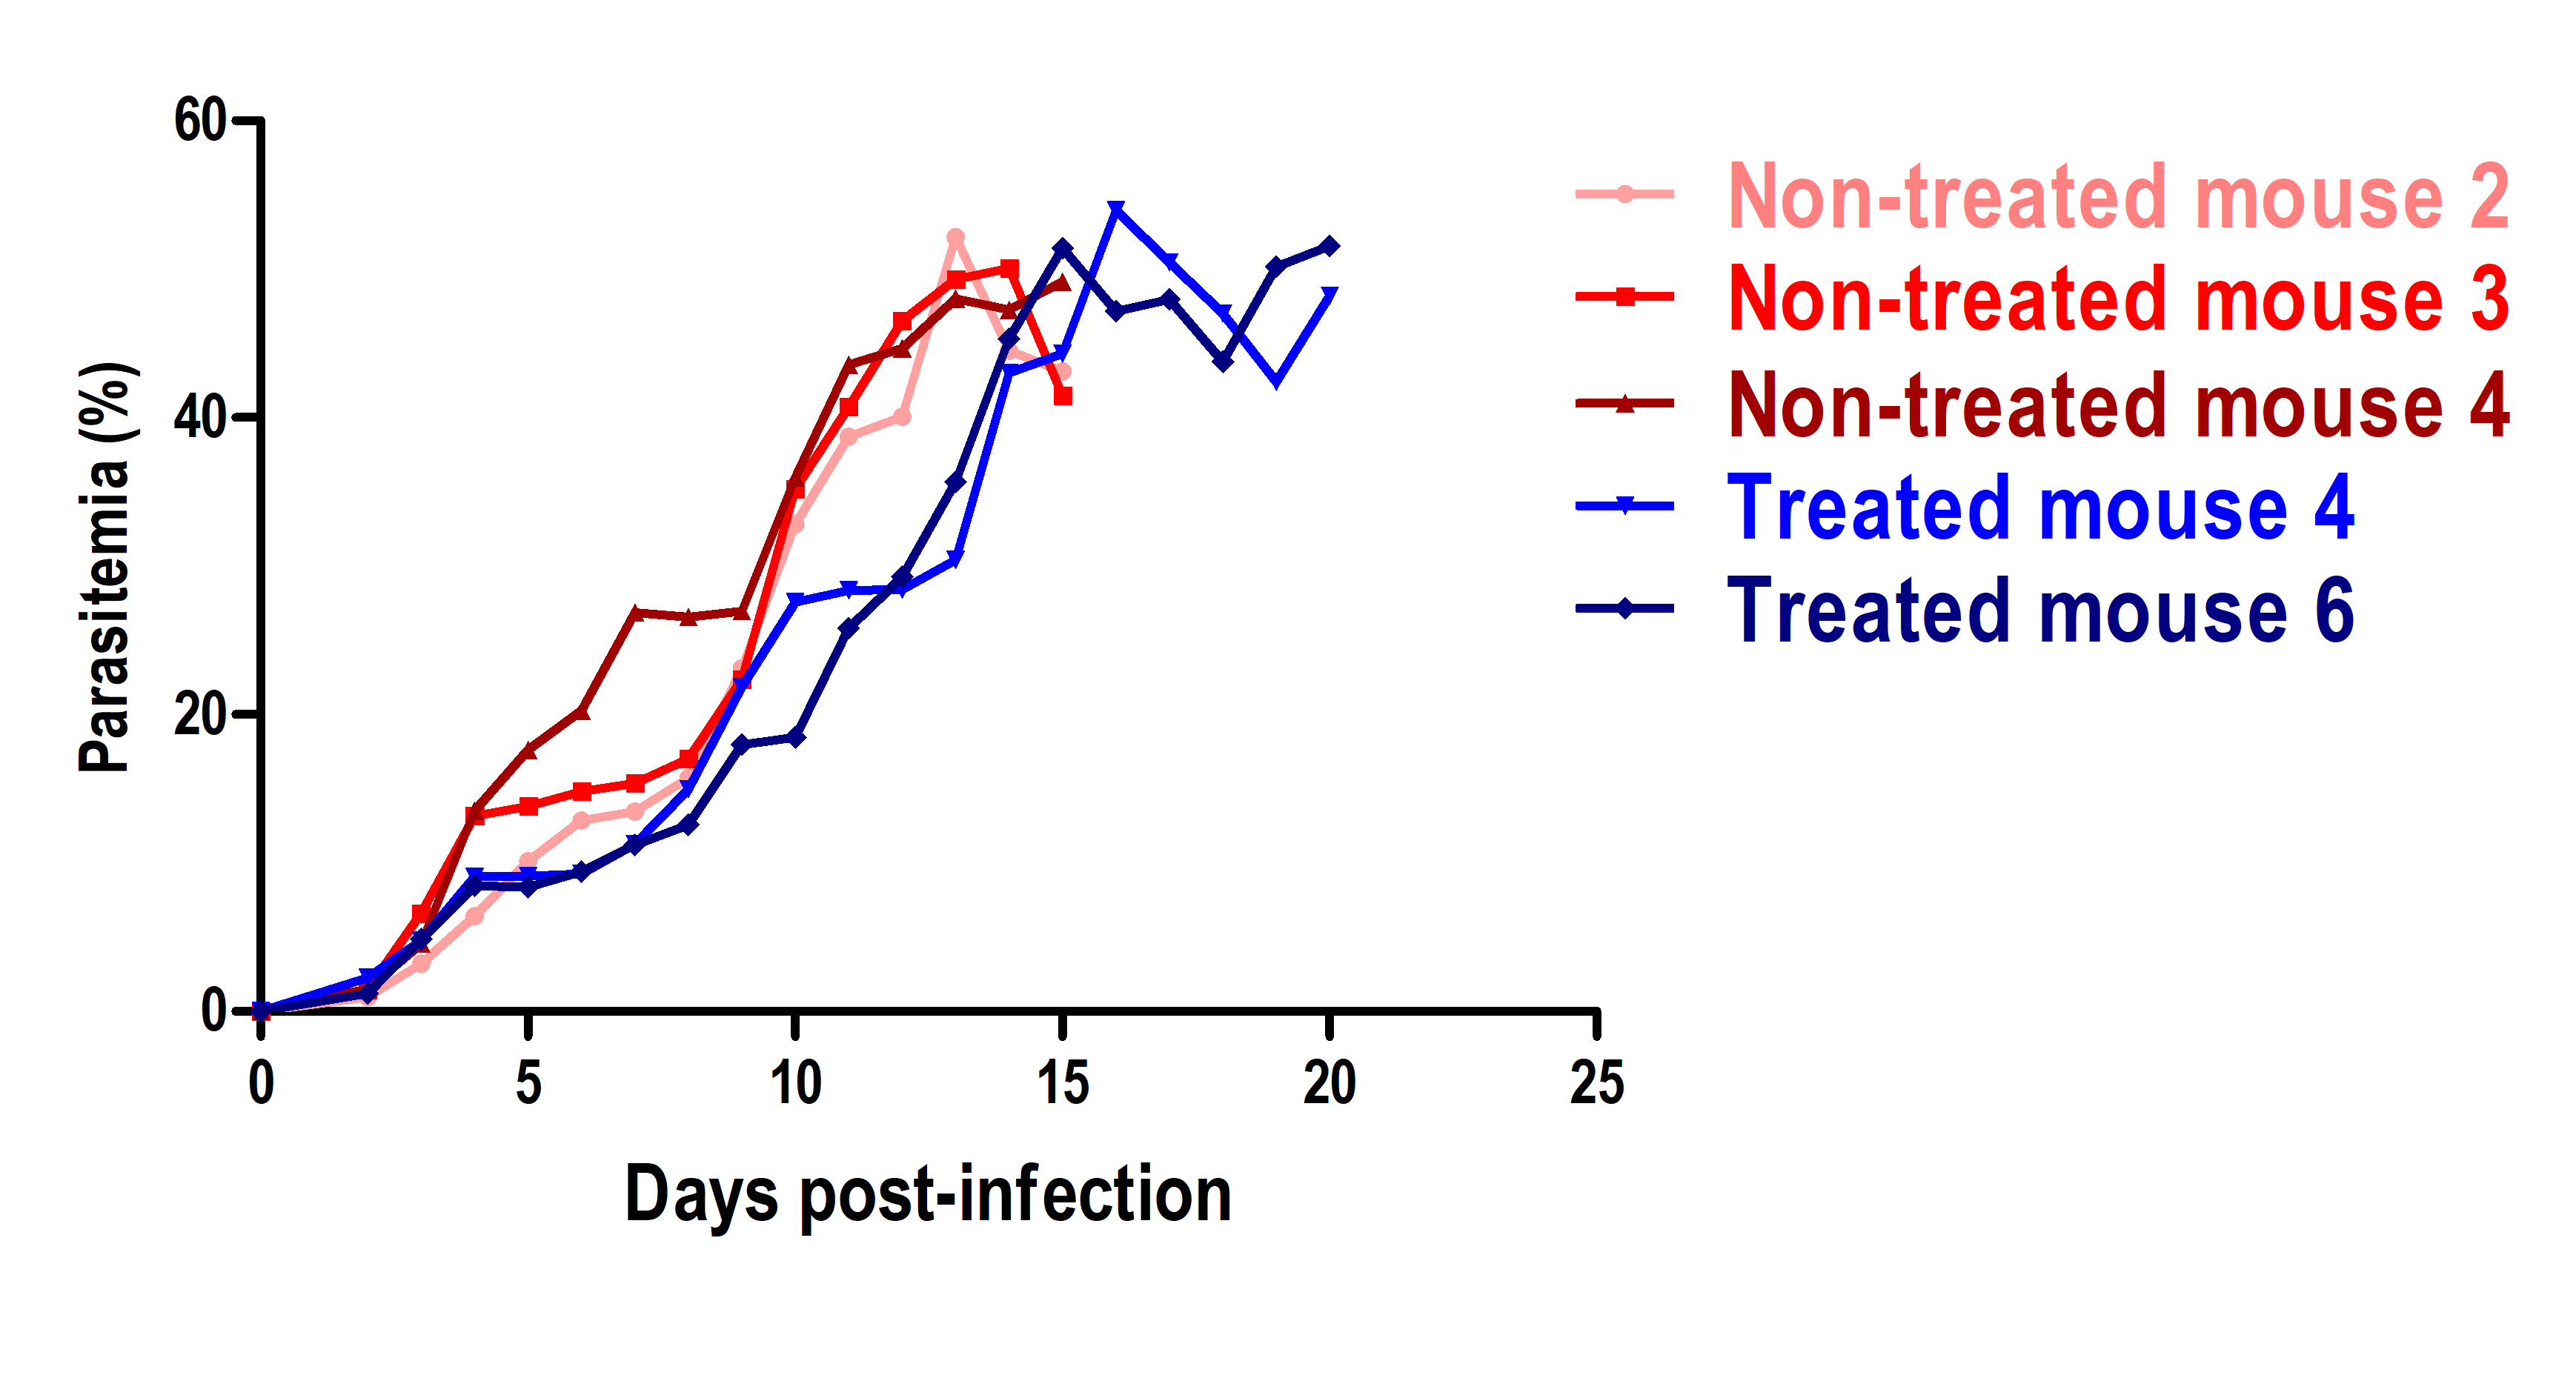 60
40
20
0
Parasitemia (%)
0 5 10 15 20 25
Days post-infection
Non-treated mouse 2
Non-treated mouse 3
Non-treated mouse 4
Treated mouse 4
Treated mouse 6